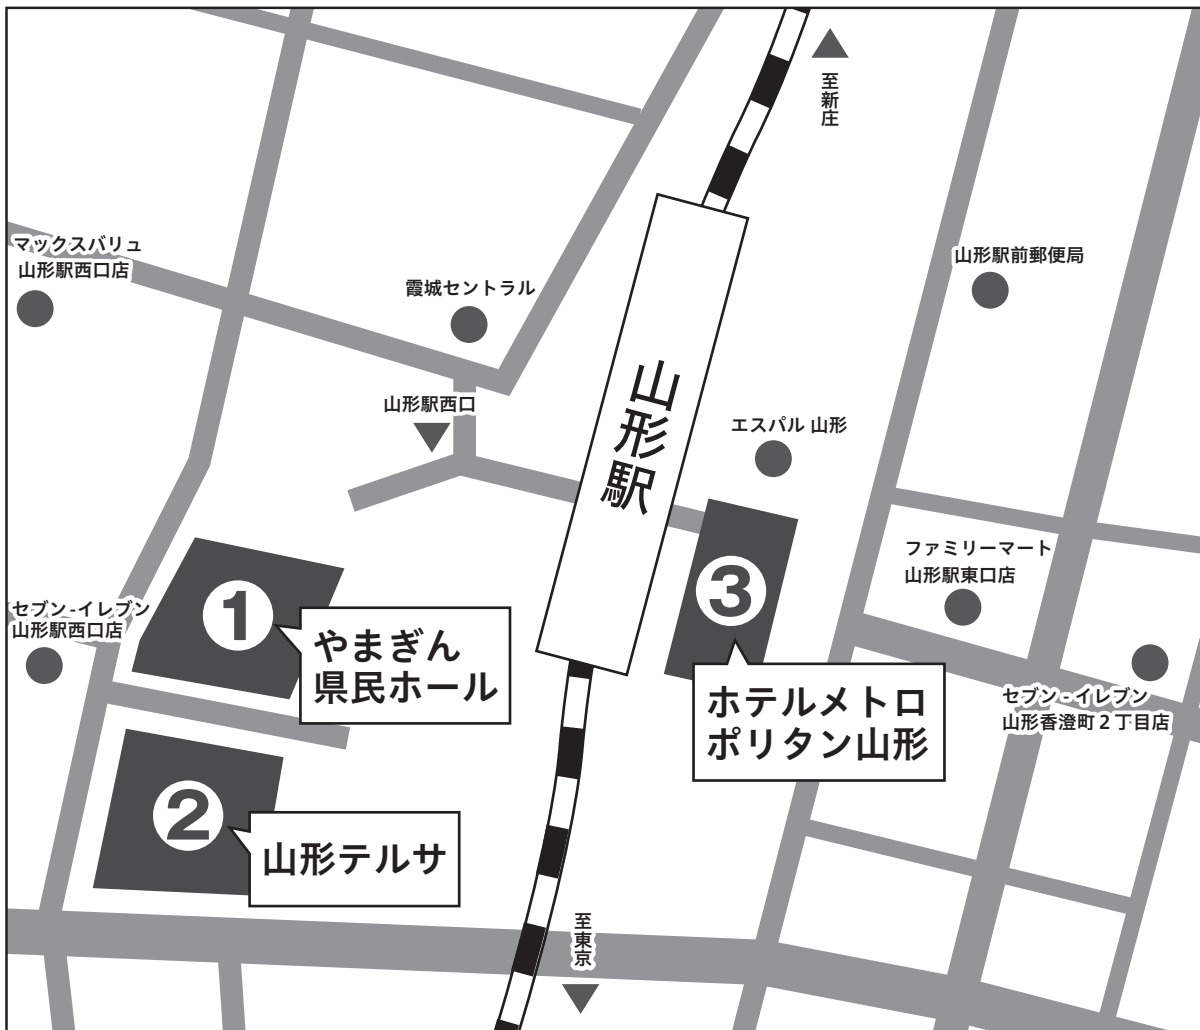 至新庄
マックスバリュ
山形駅西口店
霞城セントラル
山形駅前郵便局
山形駅西口
山形駅
エスパル 山形
ファミリーマート
山形駅東口店
セブン-イレブン
山形駅西口店
1
やまぎん
県民ホール
3
ホテルメトロ
ポリタン山形
セブン-イレブン
山形香澄町2丁目店
2
山形テルサ
至東京